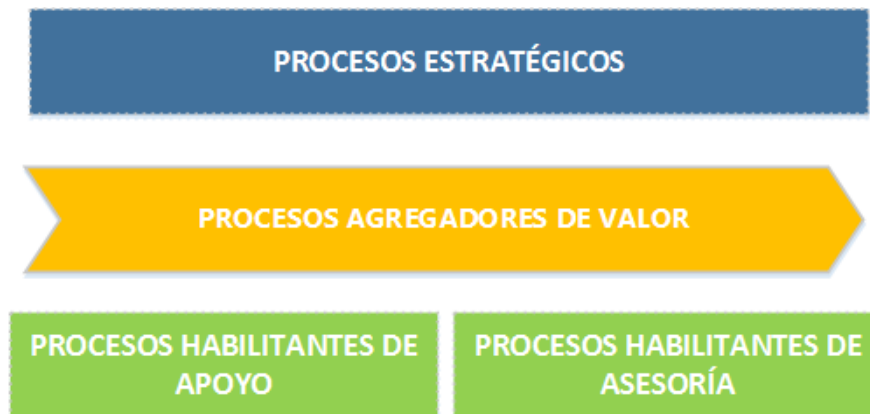 PROCESOS ESTRATÉGICOS
PROCESOS AGREGADORES DE VALOR
PROCESOS HABILITANTES DE
APOYO
PROCESOS HABILITANTES DE
ASESORÍA